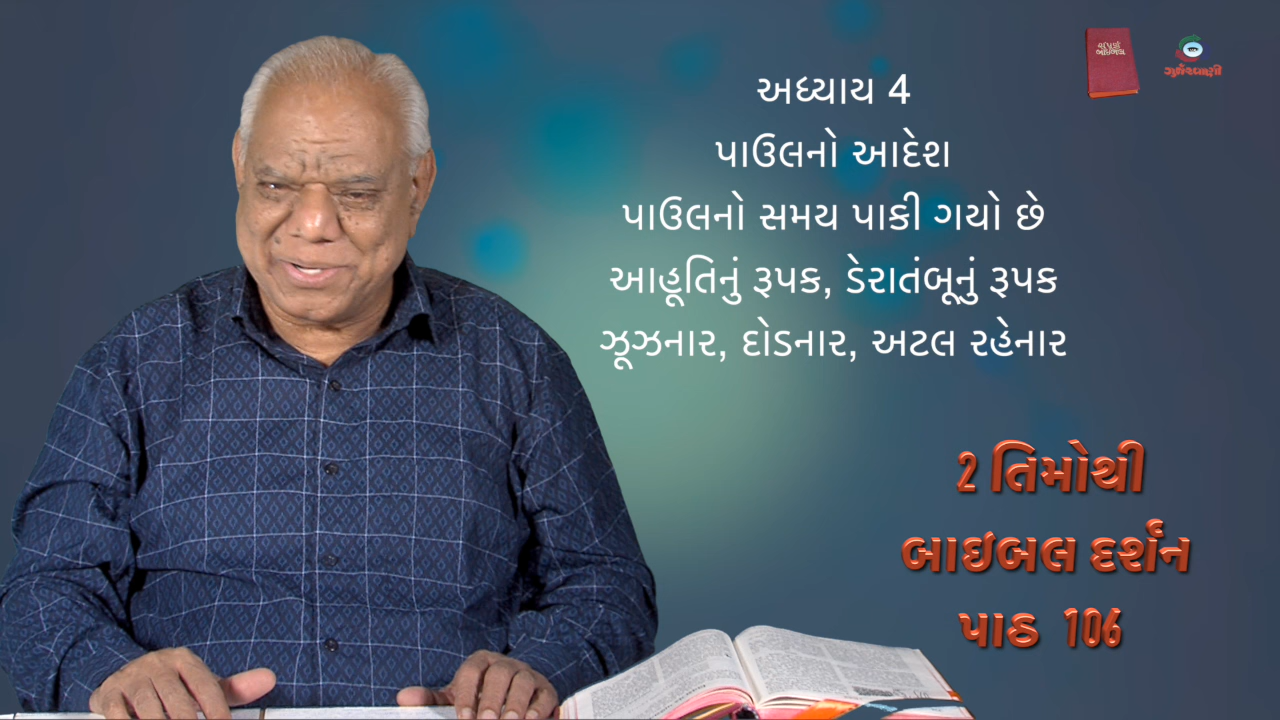 અધ્યાય 4
પાઉલનો આદેશ
પાઉલનો સમય પાકી ગયો છે
આહૂતિનું રૂપક, ડેરાતંબૂનું રૂપક
ઝૂઝનાર, દોડનાર, અટલ રહેનાર
ગુર્જરવાણી
2 તિમોથી
બાઇબલ દર્શન
પાઠ 106